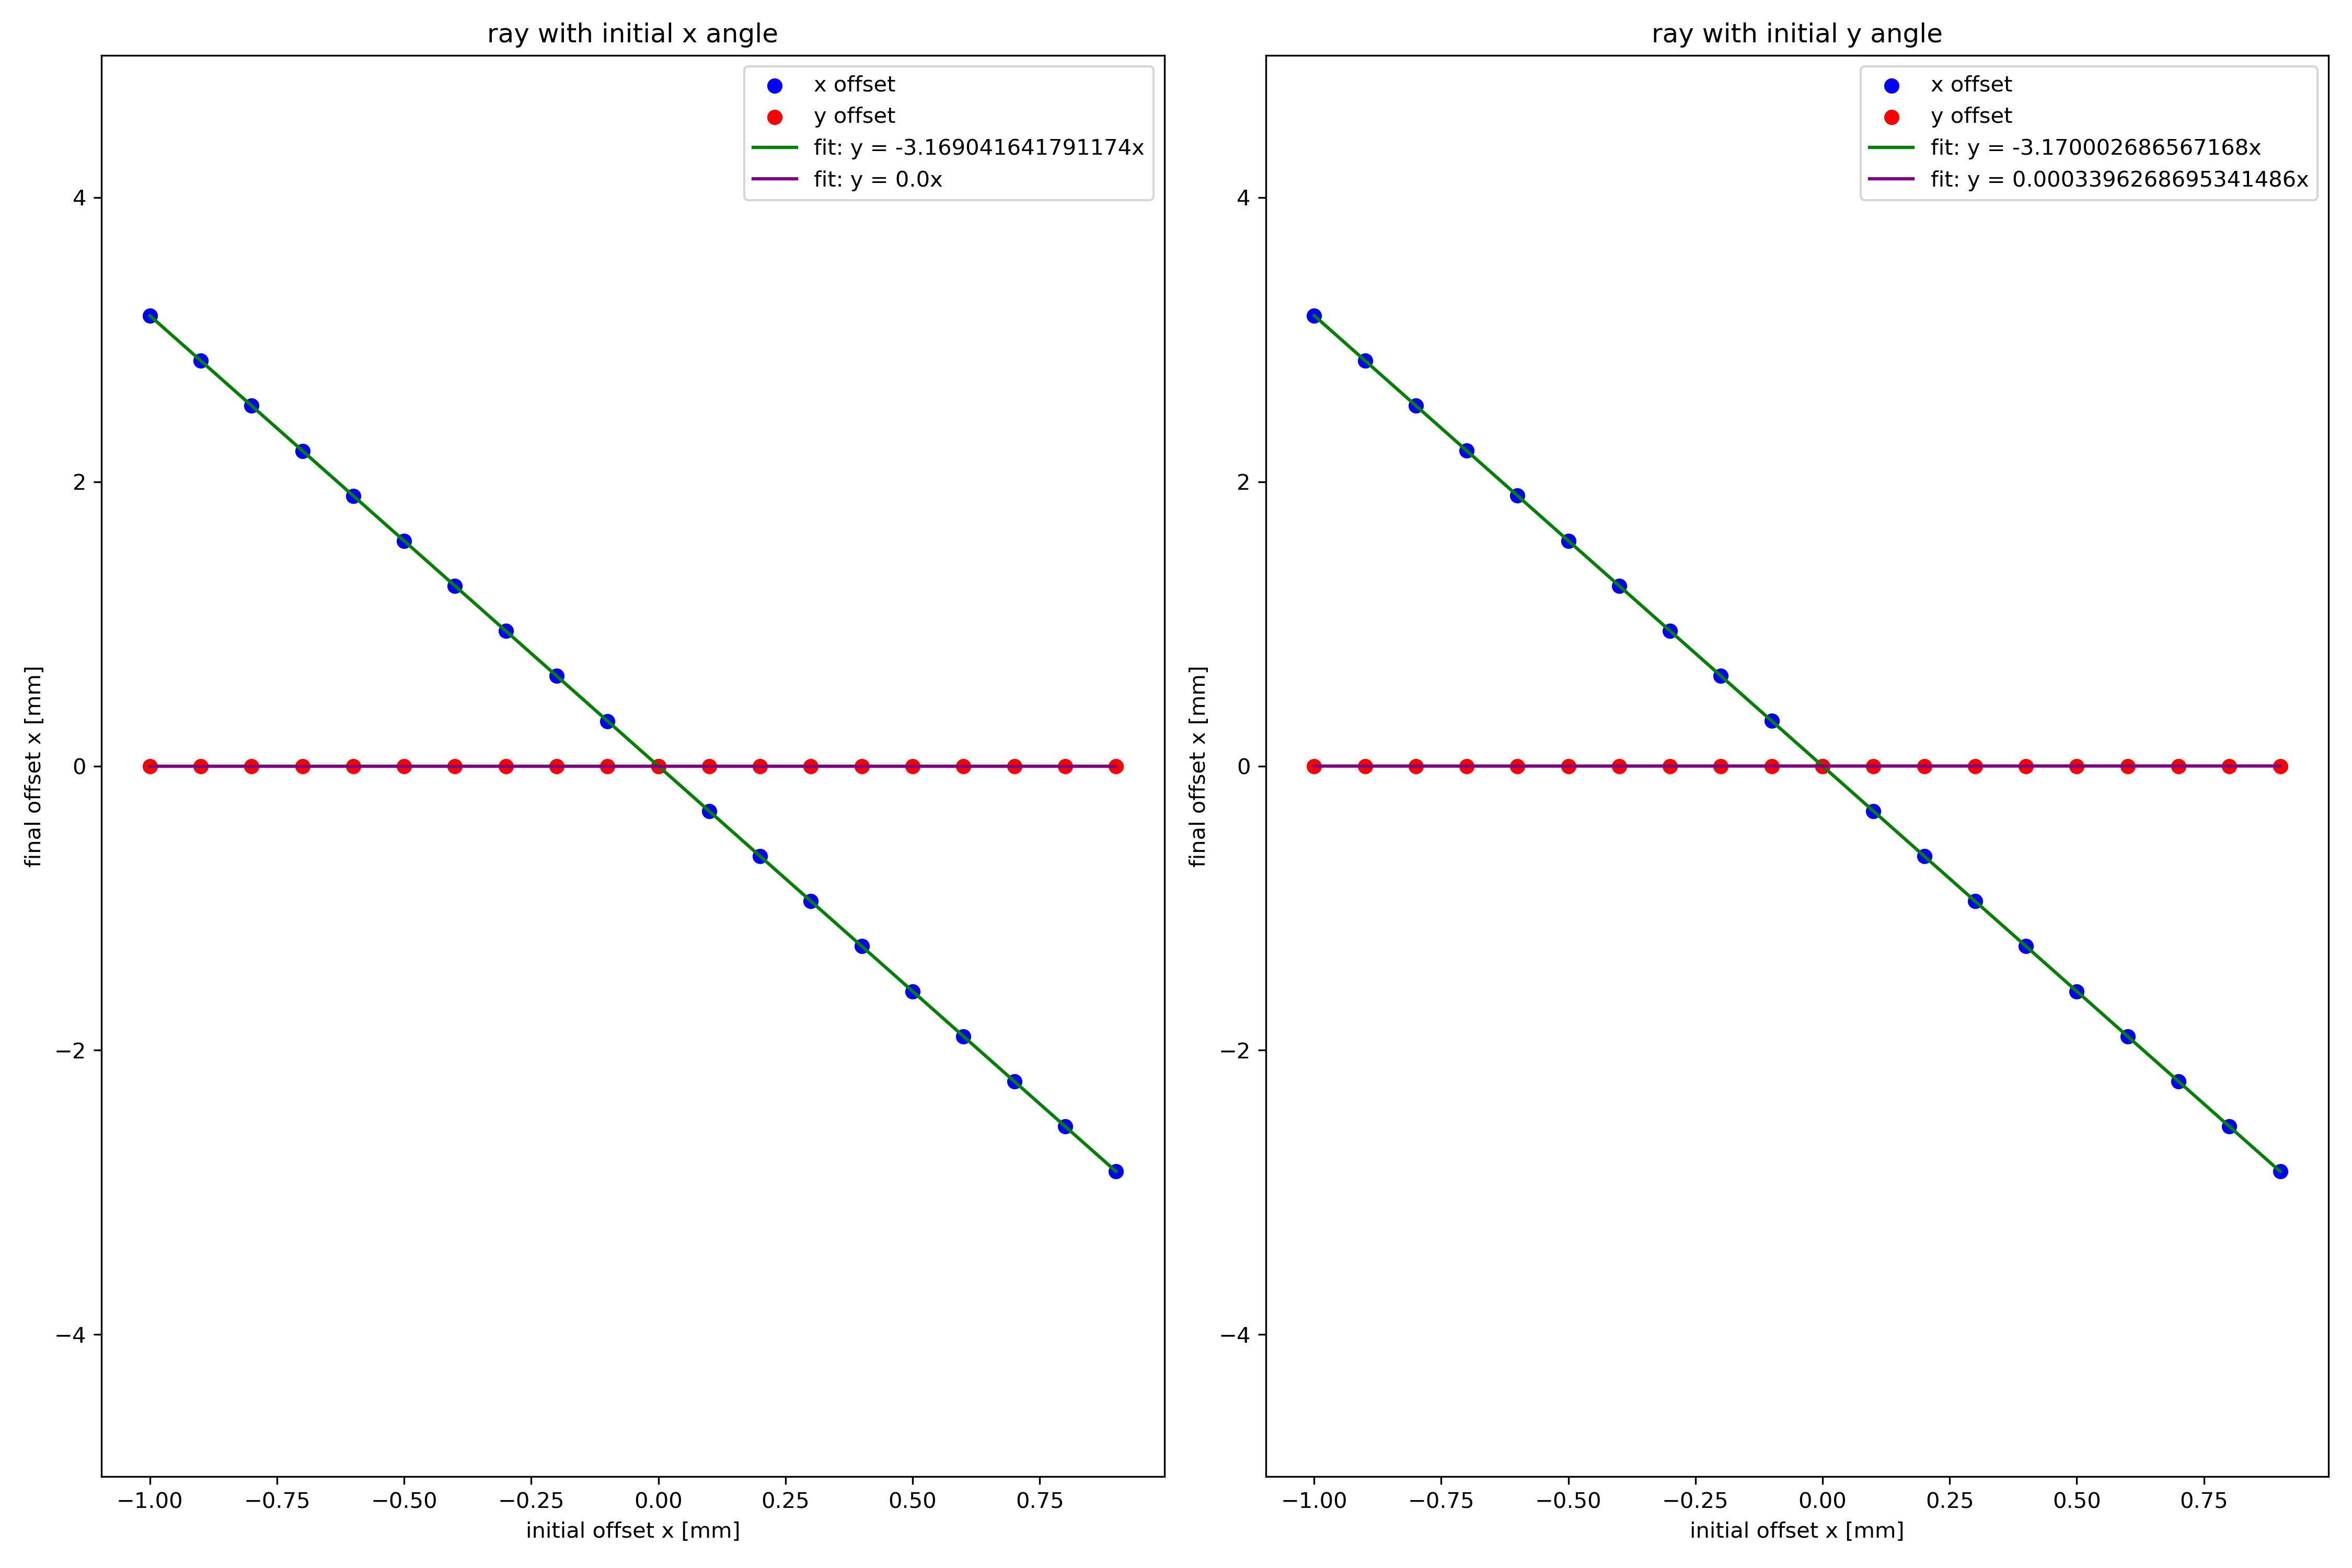 ray with initial x angle
x offset
y offset
fit: y = -3.169041641791174x
fit: y = 0.0x
4
2
0
−2
−4
final offset x [mm]
−1.00 −0.75 −0.50 −0.25 0.00 0.25 0.50 0.75
initial offset x [mm]
ray with initial y angle
x offset
y offset
fit: y = -3.170002686567168x
fit: y = 0.0003396268695341486x
4
2
0
−2
−4
final offset x [mm]
−1.00 −0.75 −0.50 −0.25 0.00 0.25 0.50 0.75
initial offset x [mm]